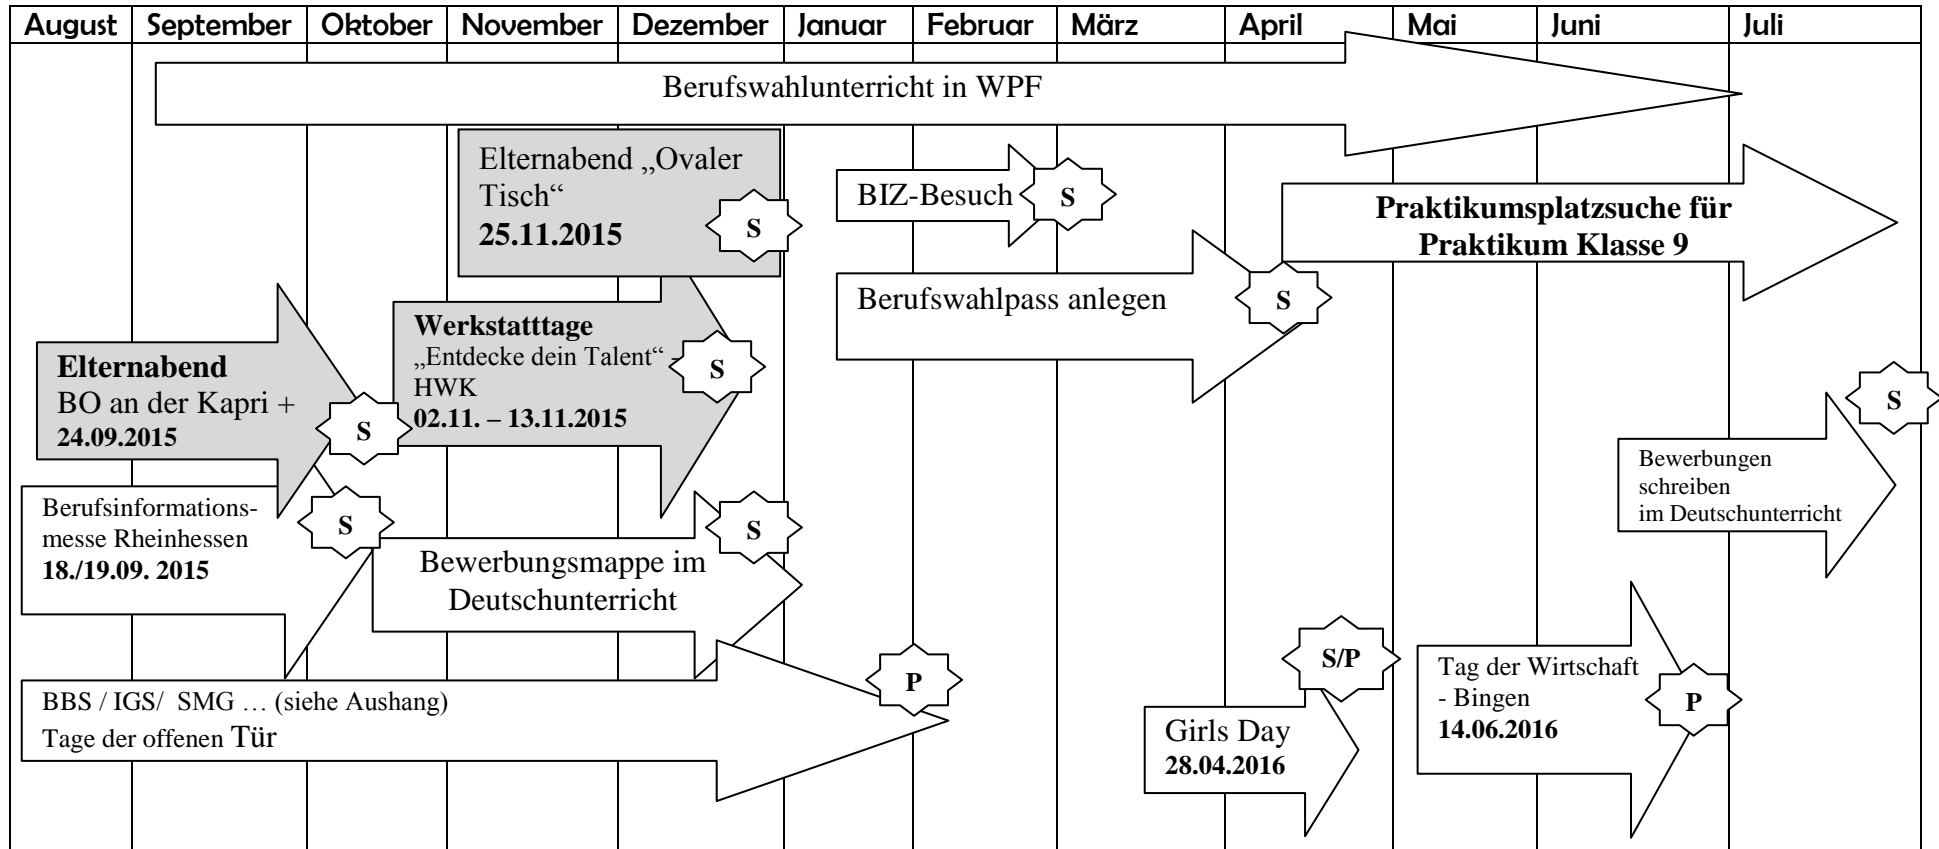 August September Oktober November Dezember Januar Februar März April Mai Juni Juli
Berufswahlunterricht in WPF
Elternabend „Ovaler
Tisch“
25.11.2015
S
BIZ-Besuch
S
Praktikumsplatzsuche für
Praktikum Klasse 9
Berufswahlpass anlegen
S
Werkstatttage
„Entdecke dein Talent“ -
HWK
02.11. – 13.11.2015
S
Elternabend
BO an der Kapri +
24.09.2015
S
Bewerbungen
schreiben
im Deutschunterricht
S
Berufsinformations-
messe Rheinhessen
18./19.09. 2015
S
Bewerbungsmappe im
Deutschunterricht
S
BBS / IGS/ SMG … (siehe Aushang)
Tage der offenen Tür
P
Girls Day
28.04.2016
S/P
Tag der Wirtschaft
- Bingen
14.06.2016
P